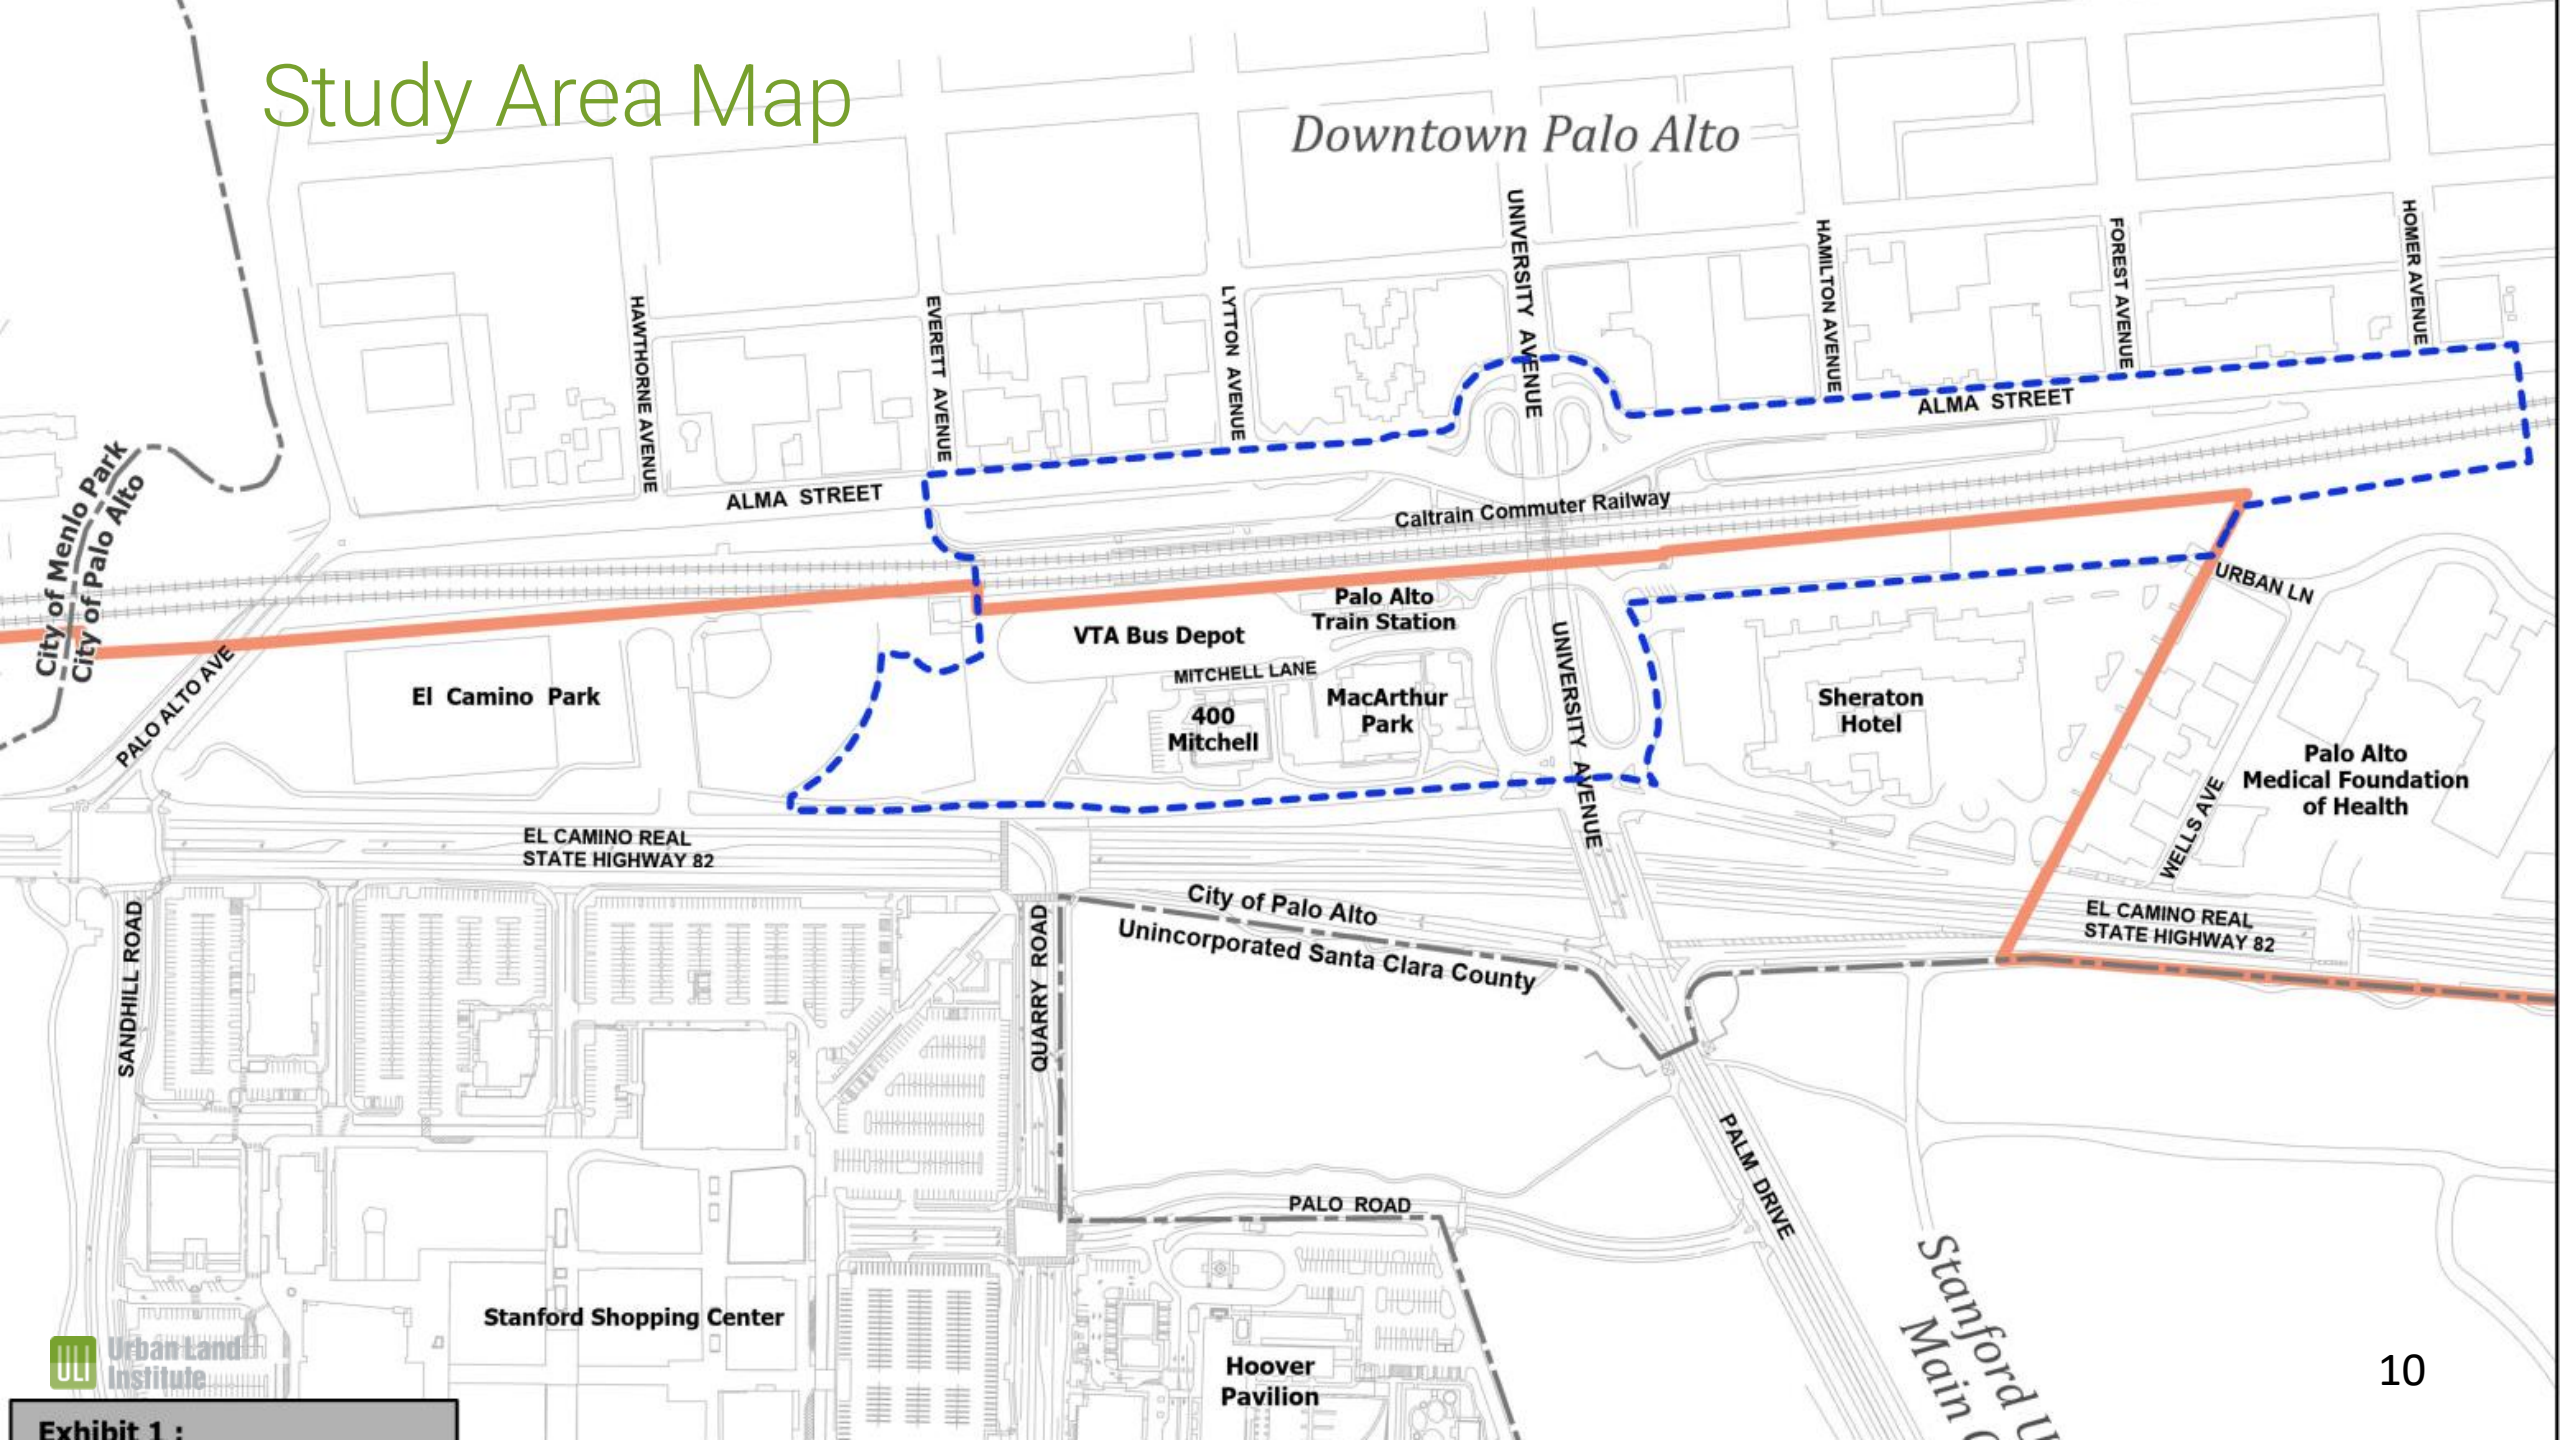 Study Area Map
Downtown Palo Alto
UNIVERSITY AVENUE
HAMILTON AVENUE
FOREST AVENUE
HOMER AVENUE
HAWTHORNE AVENUE
EVERETT AVENUE
LYTTON AVENUE
ALMA STREET
ALMA STREET
Caltrain Commuter Railway
City of Menlo Park
City of Palo Alto
PALO ALTO AVE
El Camino Park
VTA Bus Depot
Palo Alto
Train Station
MITCHELL LANE
400
Mitchell
MacArthur
Park
UNIVERSITY AVENUE
Sheraton
Hotel
URBAN LN
WELLS AVE
Palo Alto
Medical Foundation
of Health
EL CAMINO REAL
STATE HIGHWAY 82
EL CAMINO REAL
STATE HIGHWAY 82
SANDHILL ROAD
QUARRY ROAD
City of Palo Alto
Unincorporated Santa Clara County
PALM DRIVE
PALO ROAD
Stanford Shopping Center
Hoover
Pavilion
Stanford U
Main
ULI
Urban Land
Institute
10
Exhibit 1 :